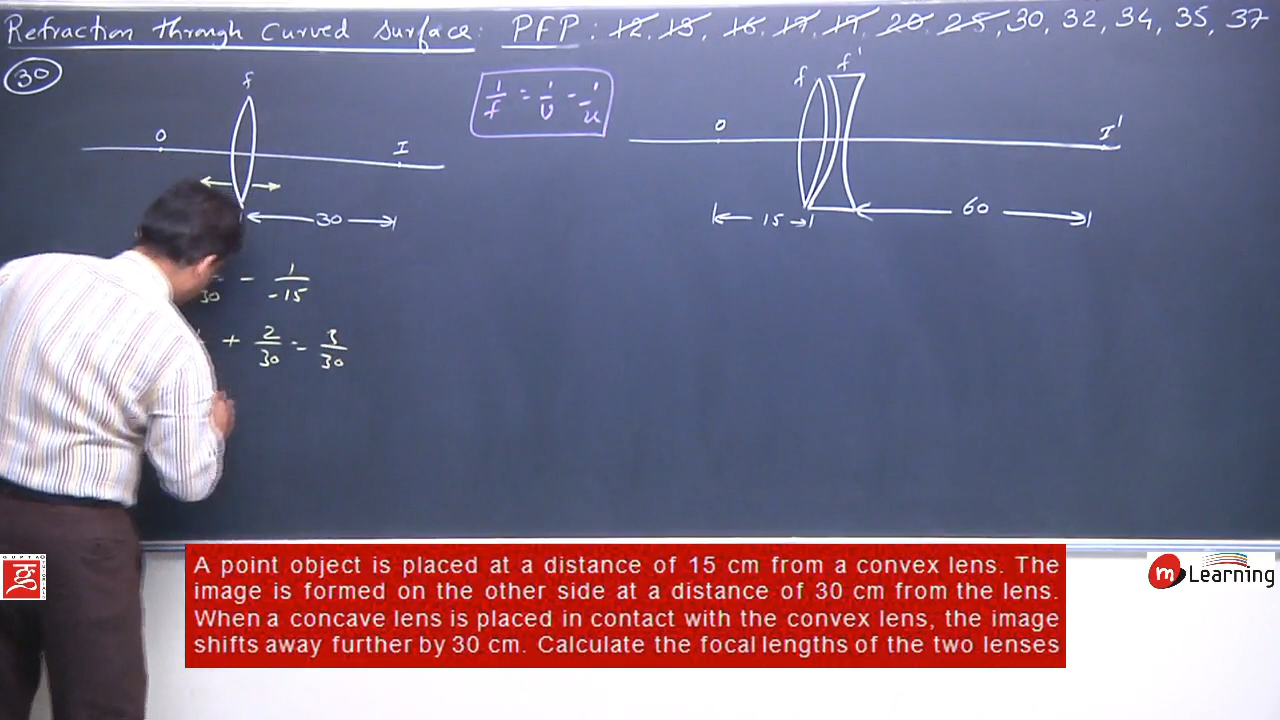 Refraction through Curved Surface: PFP : 12, 15, 16, 17, 19, 20, 25, 30, 32, 34, 35, 37
30
f
O
I
30
1/f = 1/v - 1/u
f f'
O
I'
15
60
30 - 1/-15
+ 2/30 = 3/30
GUPTA
A point object is placed at a distance of 15 cm from a convex lens. The
image is formed on the other side at a distance of 30 cm from the lens.
When a concave lens is placed in contact with the convex lens, the image
shifts away further by 30 cm. Calculate the focal lengths of the two lenses
m Learning